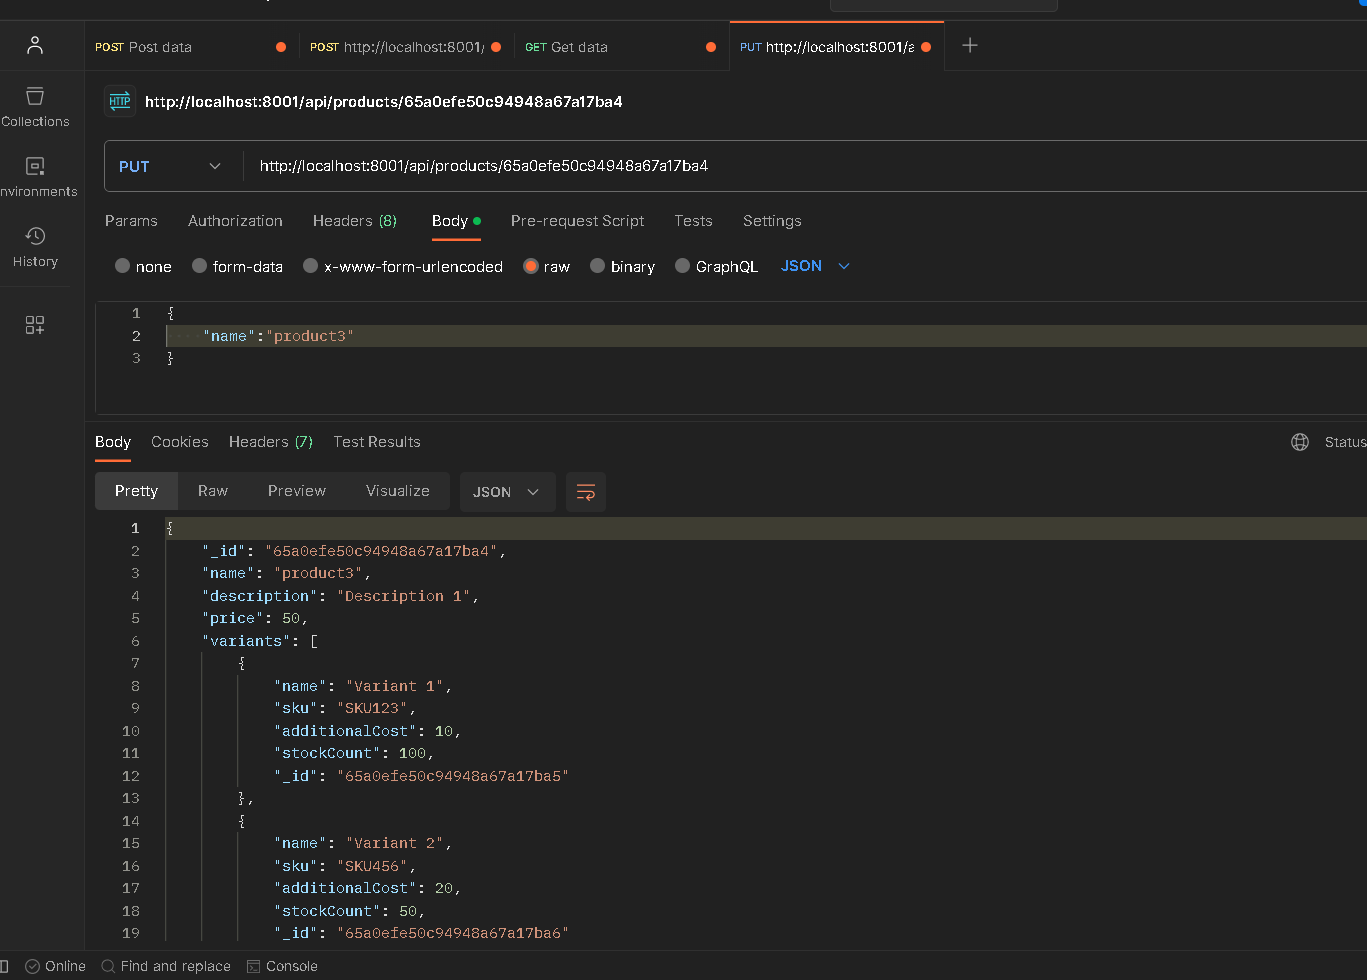 POST Post data
POST http://localhost:8001/
GET Get data
PUT http://localhost:8001/a
Collections
nvironments
History
HTTP http://localhost:8001/api/products/65a0efe50c94948a67a17ba4
PUT http://localhost:8001/api/products/65a0efe50c94948a67a17ba4
Params Authorization Headers (8) Body Pre-request Script Tests Settings
none form-data x-www-form-urlencoded raw binary GraphQL JSON
1 {
2 "name":"product3"
3 }
Body Cookies Headers (7) Test Results Status
Pretty Raw Preview Visualize JSON
1 {
2 "_id": "65a0efe50c94948a67a17ba4",
3 "name": "product3",
4 "description": "Description 1",
5 "price": 50,
6 "variants": [
7 {
8 "name": "Variant 1",
9 "sku": "SKU123",
10 "additionalCost": 10,
11 "stockCount": 100,
12 "_id": "65a0efe50c94948a67a17ba5"
13 },
14 {
15 "name": "Variant 2",
16 "sku": "SKU456",
17 "additionalCost": 20,
18 "stockCount": 50,
19 "_id": "65a0efe50c94948a67a17ba6"
Online Find and replace Console